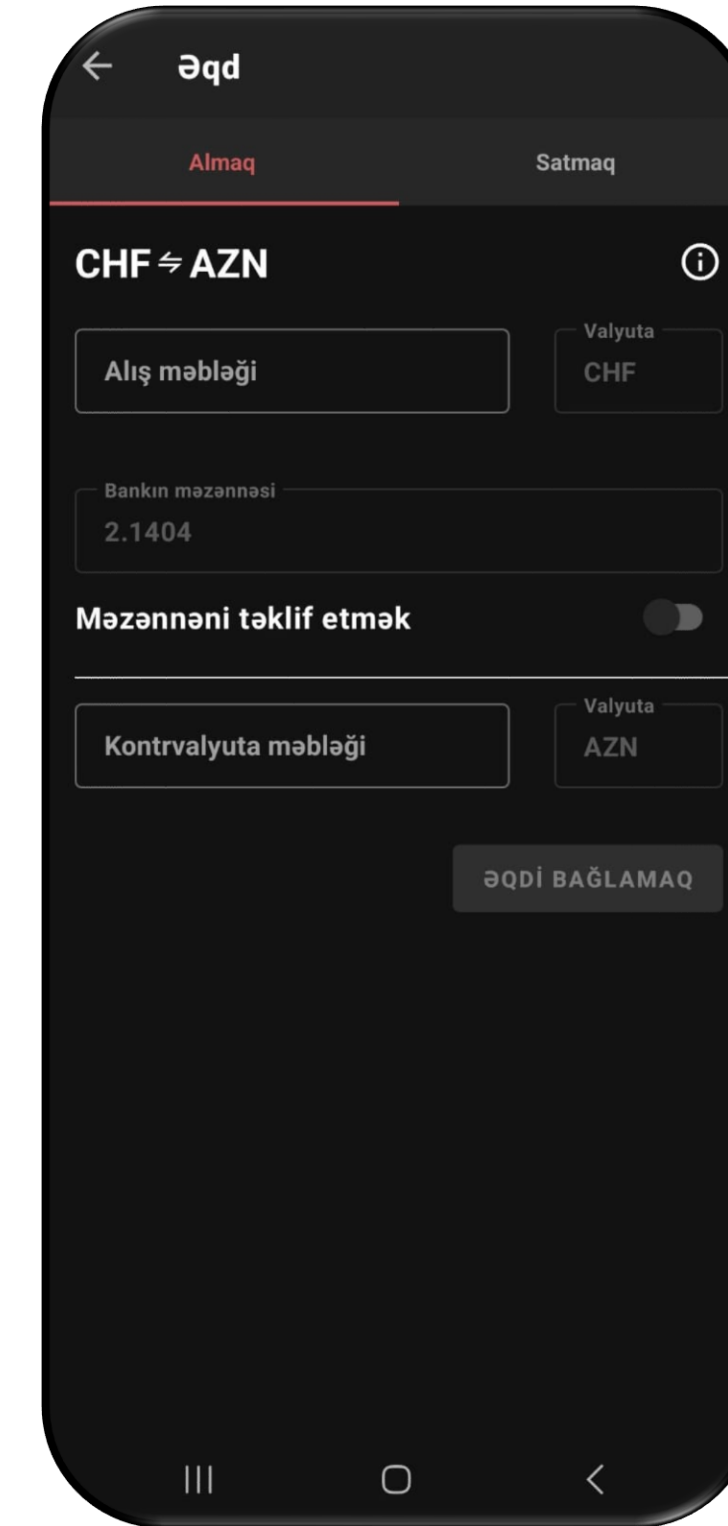 Əqd
Almaq Satmaq
CHF ⇋ AZN
Alış məbləği
Valyuta
CHF
Bankın məzənnəsi
2.1404
Məzənnəni təklif etmək
Kontrvalyuta məbləği
Valyuta
AZN
ƏQDİ BAĞLAMAQ